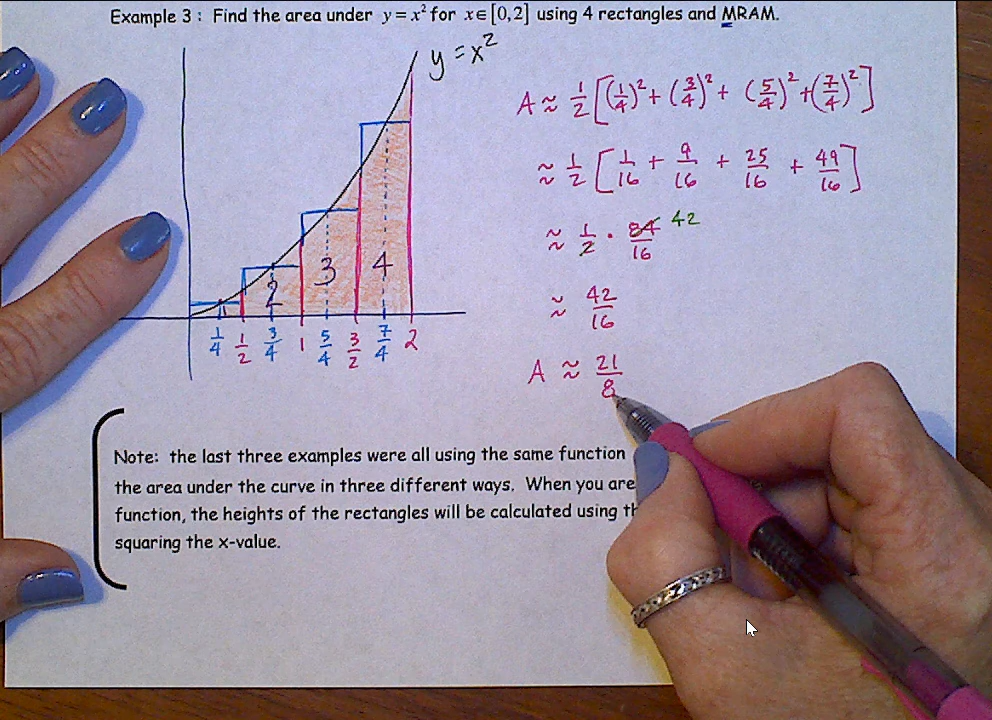 Example 3 : Find the area under y = x² for x ∈ [0,2] using 4 rectangles and MRAM.
y = x²
A ≈ 1/2 [(1/4)² + (3/4)² + (5/4)² + (7/4)²]
≈ 1/2 [1/16 + 9/16 + 25/16 + 49/16]
≈ 1/2 · 84/16 42
≈ 42/16
A ≈ 21/8
1 2 3 4
1/4 1/2 3/4 1 5/4 3/2 7/4 2
Note: the last three examples were all using the same function
the area under the curve in three different ways. When you are
function, the heights of the rectangles will be calculated using
squaring the x-value.